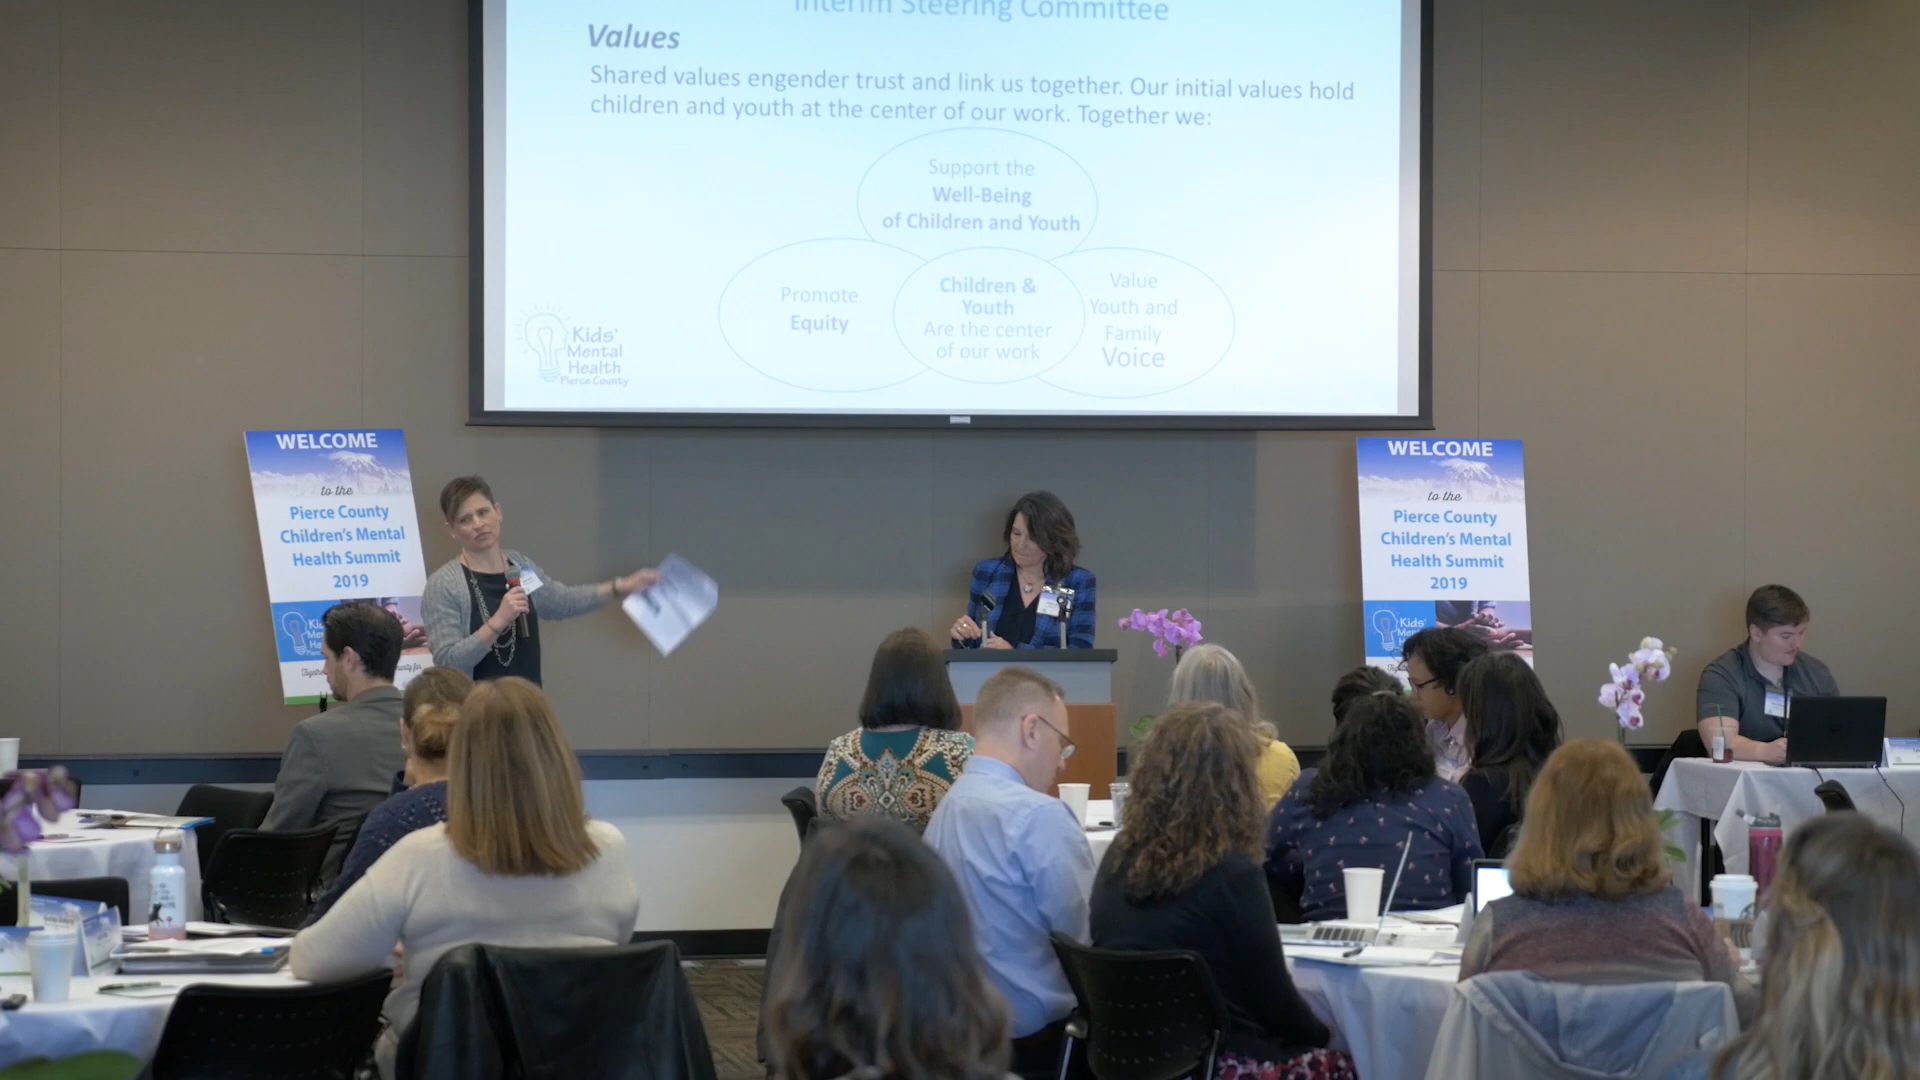 Interim Steering Committee
Values
Shared values engender trust and link us together. Our initial values hold
children and youth at the center of our work. Together we:
Support the
Well-Being
of Children and Youth
Promote
Equity
Children &
Youth
Are the center
of our work
Value
Youth and
Family
Voice
Kids'
Mental
Health
Pierce County
WELCOME
to the
Pierce County
Children's Mental
Health Summit
2019
WELCOME
to the
Pierce County
Children's Mental
Health Summit
2019
Kids'